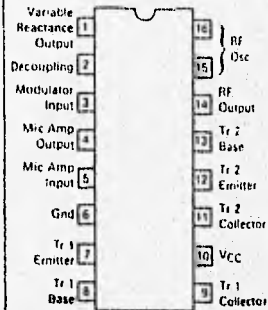 Variable
Reactance
Output
1
Decoupling
2
Modulator
Input
3
Mic Amp
Output
4
Mic Amp
Input
5
Gnd
6
Tr 1
Emitter
7
Tr 1
Base
8
16
15
RF
Osc
14
RF
Output
13
Tr 2
Base
12
Tr 2
Emitter
11
Tr 2
Collector
10
VCC
9
Tr 1
Collector